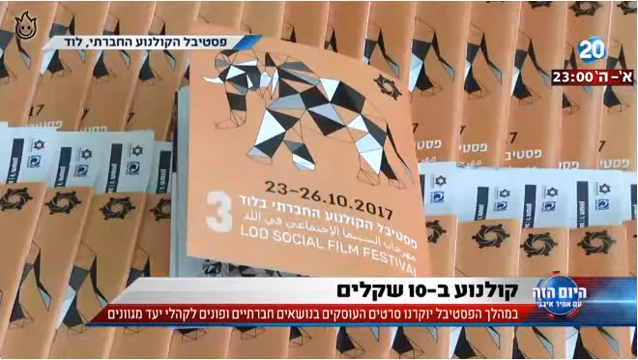 פסטיבל הקולנוע החברתי, לוד
20
א'-ה' 23:00
23-26.10.2017
3
פסטיבל הקולנוע החברתי בלוד
مهرجان السينما الاجتماعي في اللد
LOD SOCIAL FILM FESTIVAL
קולנוע ב-10 שקלים
במהלך הפסטיבל יוקרנו סרטים העוסקים בנושאים חברתיים ופונים לקהלי יעד מגוונים
היום הזה
עם אמיר איבגי